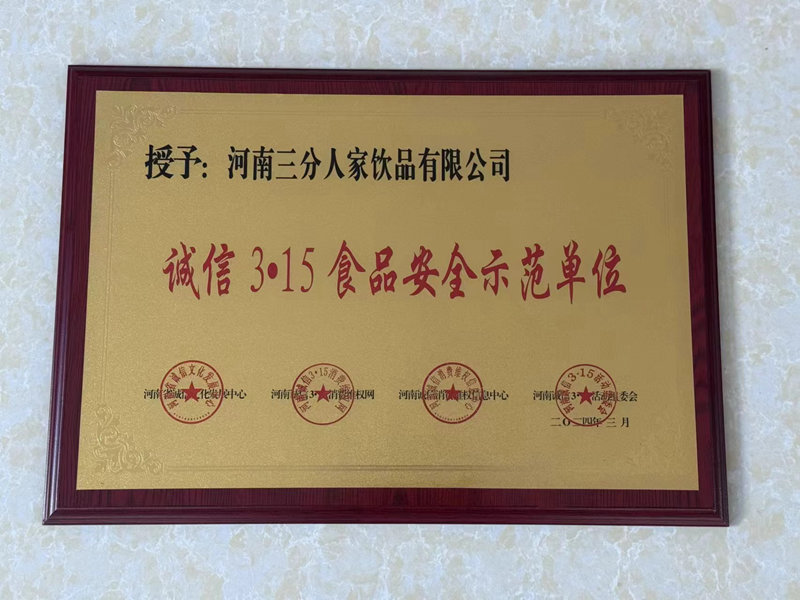 授予：河南三分人家饮品有限公司
诚信3•15食品安全示范单位
河南省诚信文化发展中心
河南诚信3•15消费维权网
河南诚信消费维权信息中心
河南诚信3•15活动组委会
二〇二四年三月